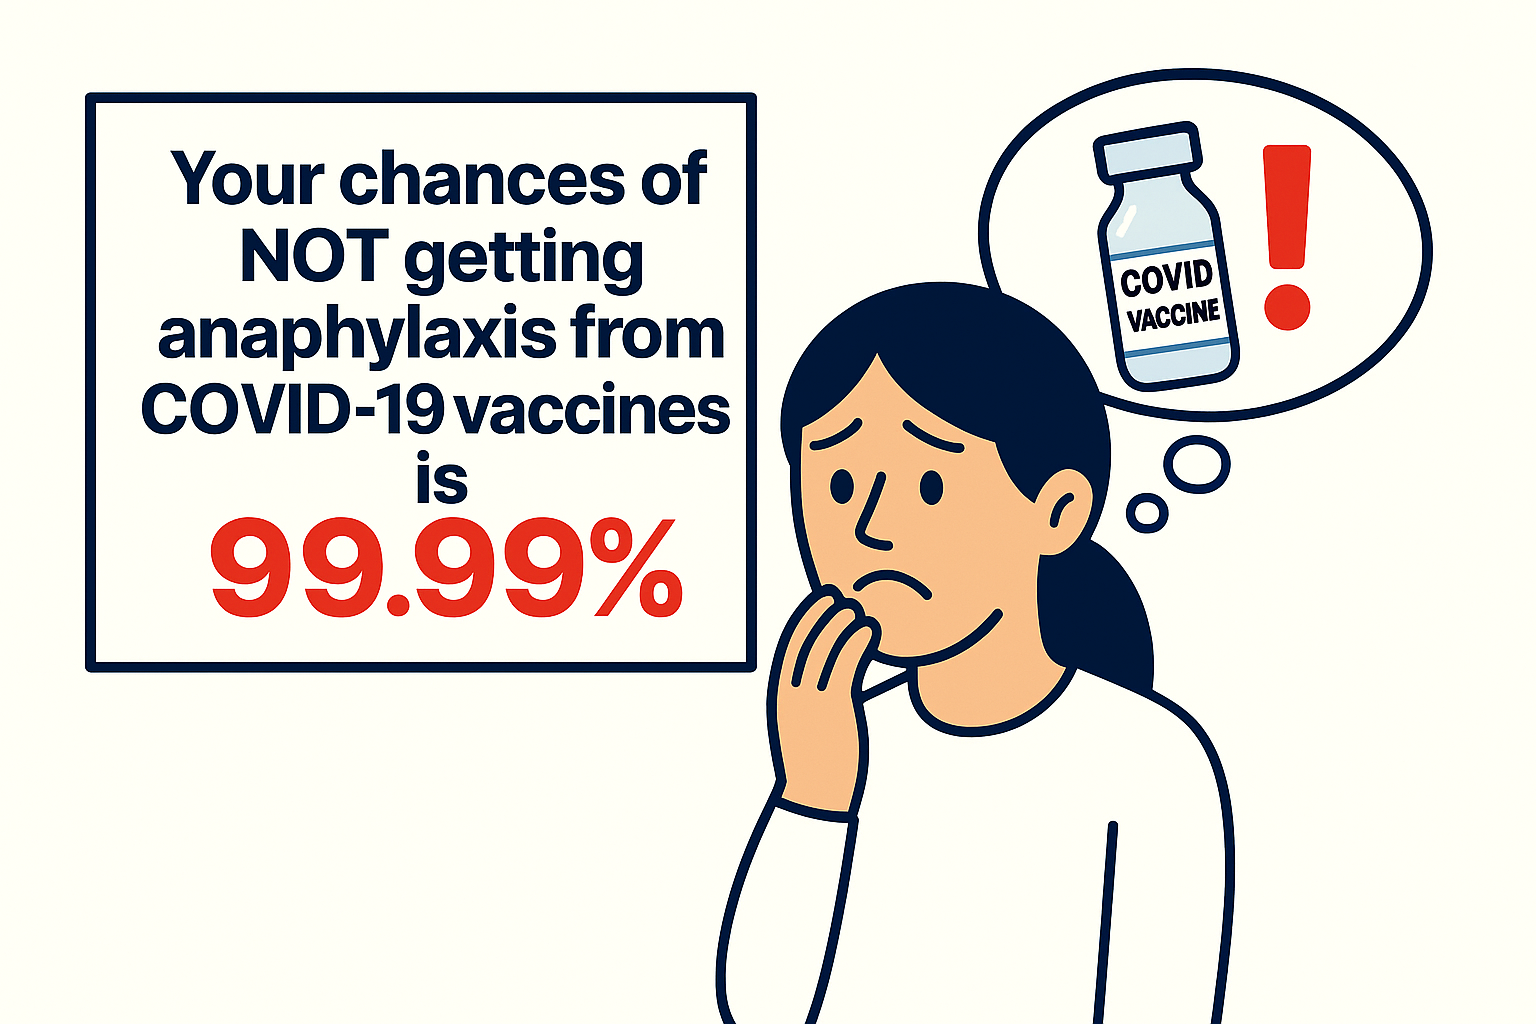 Your chances of
NOT getting
anaphylaxis from
COVID-19 vaccines
is
99.99%
COVID
VACCINE
!